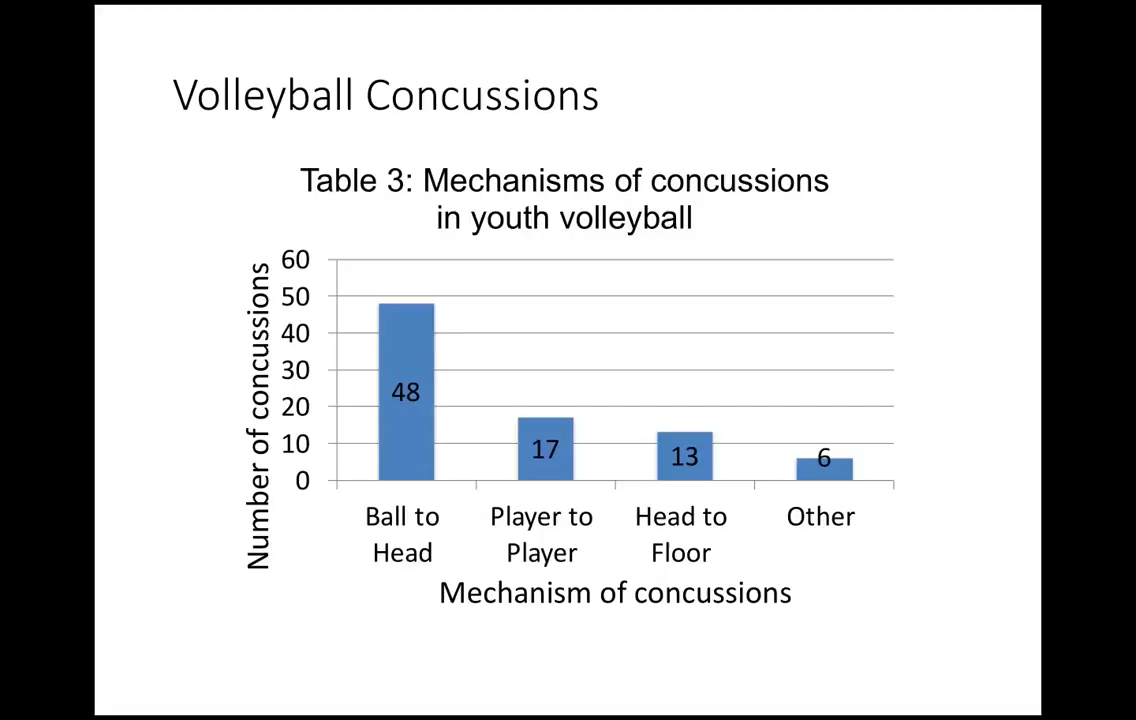 Volleyball Concussions
Table 3: Mechanisms of concussions
in youth volleyball
Number of concussions
60
50
40
30
20
10
0
48
17
13
6
Ball to
Head
Player to
Player
Head to
Floor
Other
Mechanism of concussions